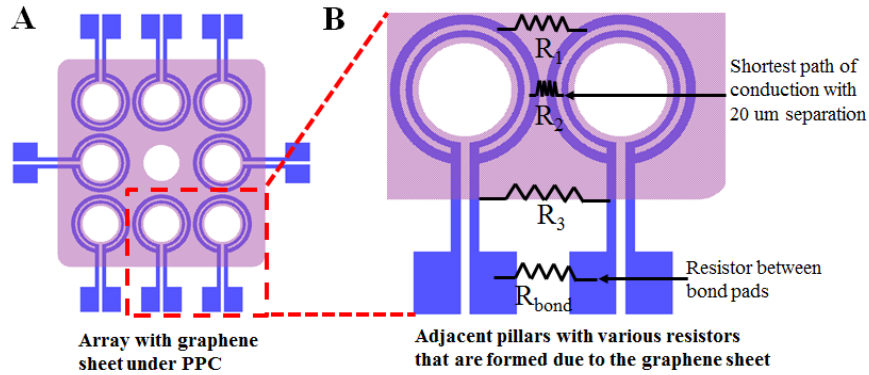 A
B
R1
Shortest path of
conduction with
20 um separation
R2
R3
Rbond
Resistor between
bond pads
Array with graphene
sheet under PPC
Adjacent pillars with various resistors
that are formed due to the graphene sheet